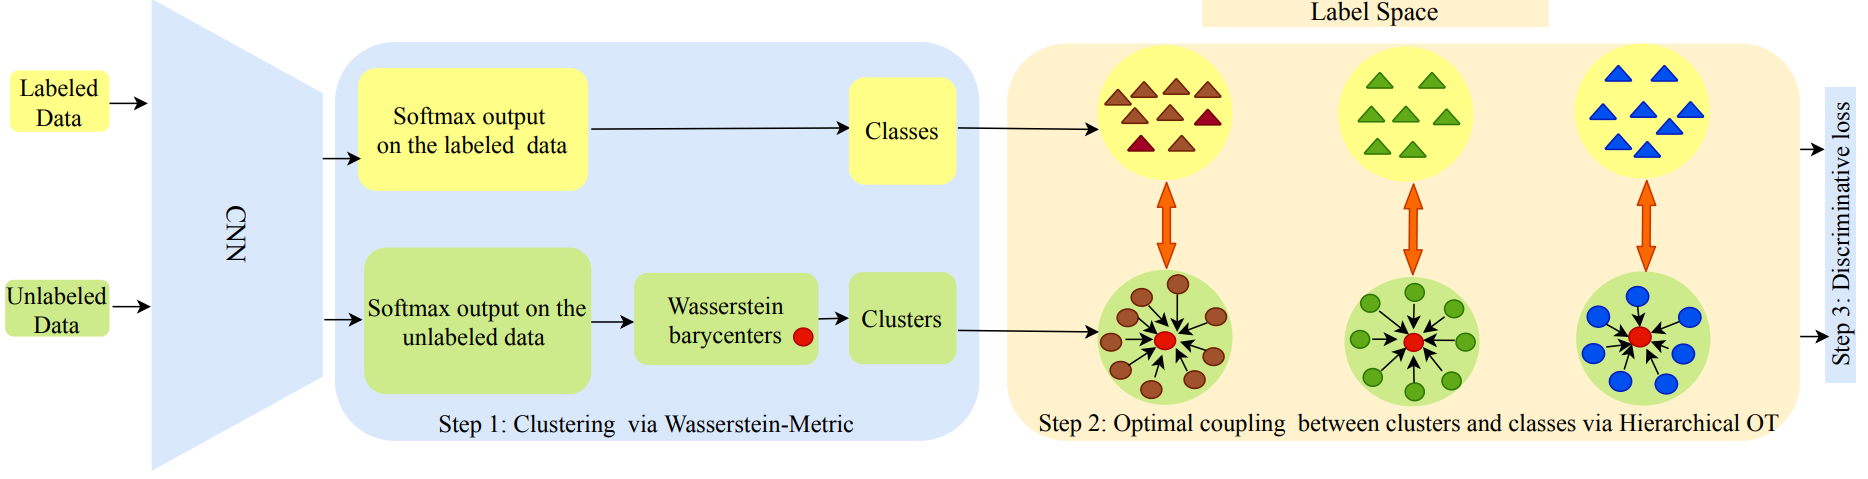 Label Space
Labeled
Data
Softmax output
on the labeled data
Classes
CNN
Unlabeled
Data
Softmax output on the
unlabeled data
Wasserstein
barycenters
Clusters
Step 1: Clustering via Wasserstein-Metric
Step 2: Optimal coupling between clusters and classes via Hierarchical OT
Step 3: Discriminative loss